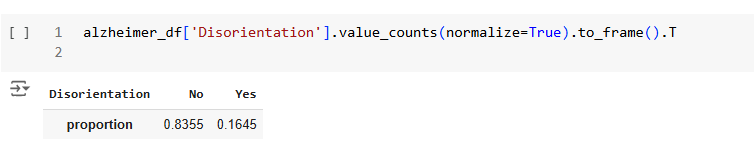 [ ] 1 alzheimer_df['Disorientation'].value_counts(normalize=True).to_frame().T
2
Disorientation No Yes
proportion 0.8355 0.1645